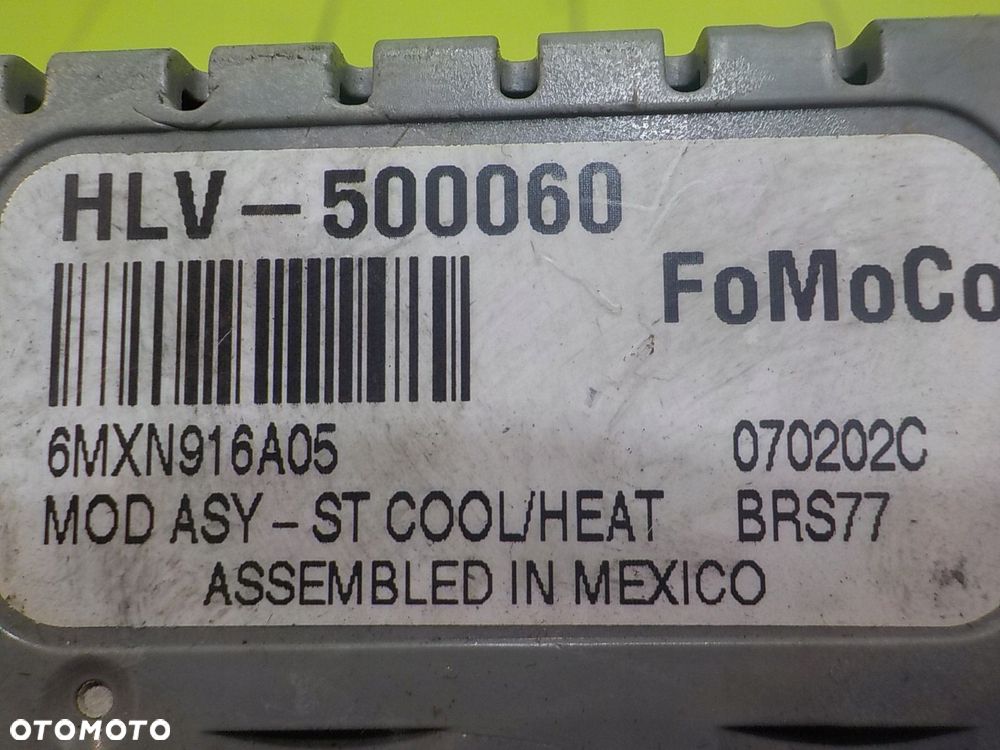 HLV-500060
FoMoCo
6MXN916A05 070202C
MOD ASY - ST COOL/HEAT BRS77
ASSEMBLED IN MEXICO
OTOMOTO